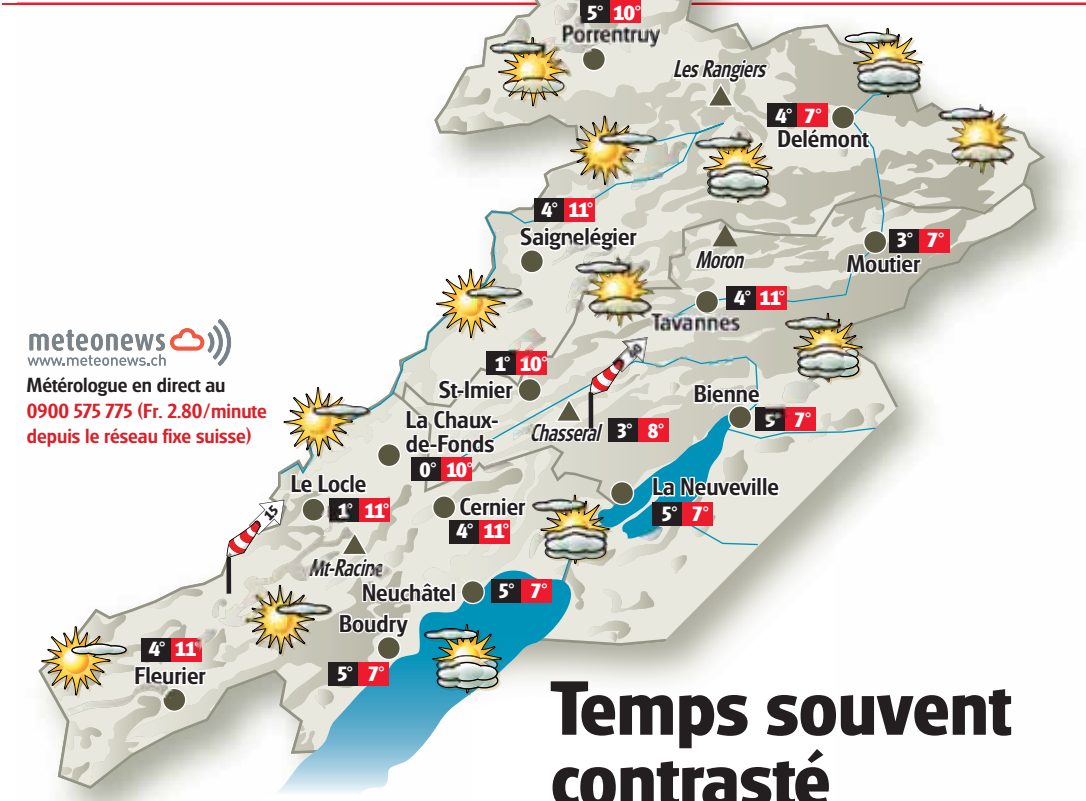 5° 10°
Porrentruy
Les Rangiers
4° 7°
Delémont
4° 11°
Saignelégier
Moron
3° 7°
Moutier
4° 11°
Tavannes
meteonews
www.meteonews.ch
Métérologue en direct au
0900 575 775 (Fr. 2.80/minute
depuis le réseau fixe suisse)
1° 10°
St-Imier
Chasseral 3° 8°
Bienne
5° 7°
La Chaux-
de-Fonds
0° 10°
Le Locle
1° 11°
Cernier
4° 11°
La Neuveville
5° 7°
15
Mt-Racine
Neuchâtel 5° 7°
Boudry
5° 7°
4° 11°
Fleurier
Temps souvent
contrasté